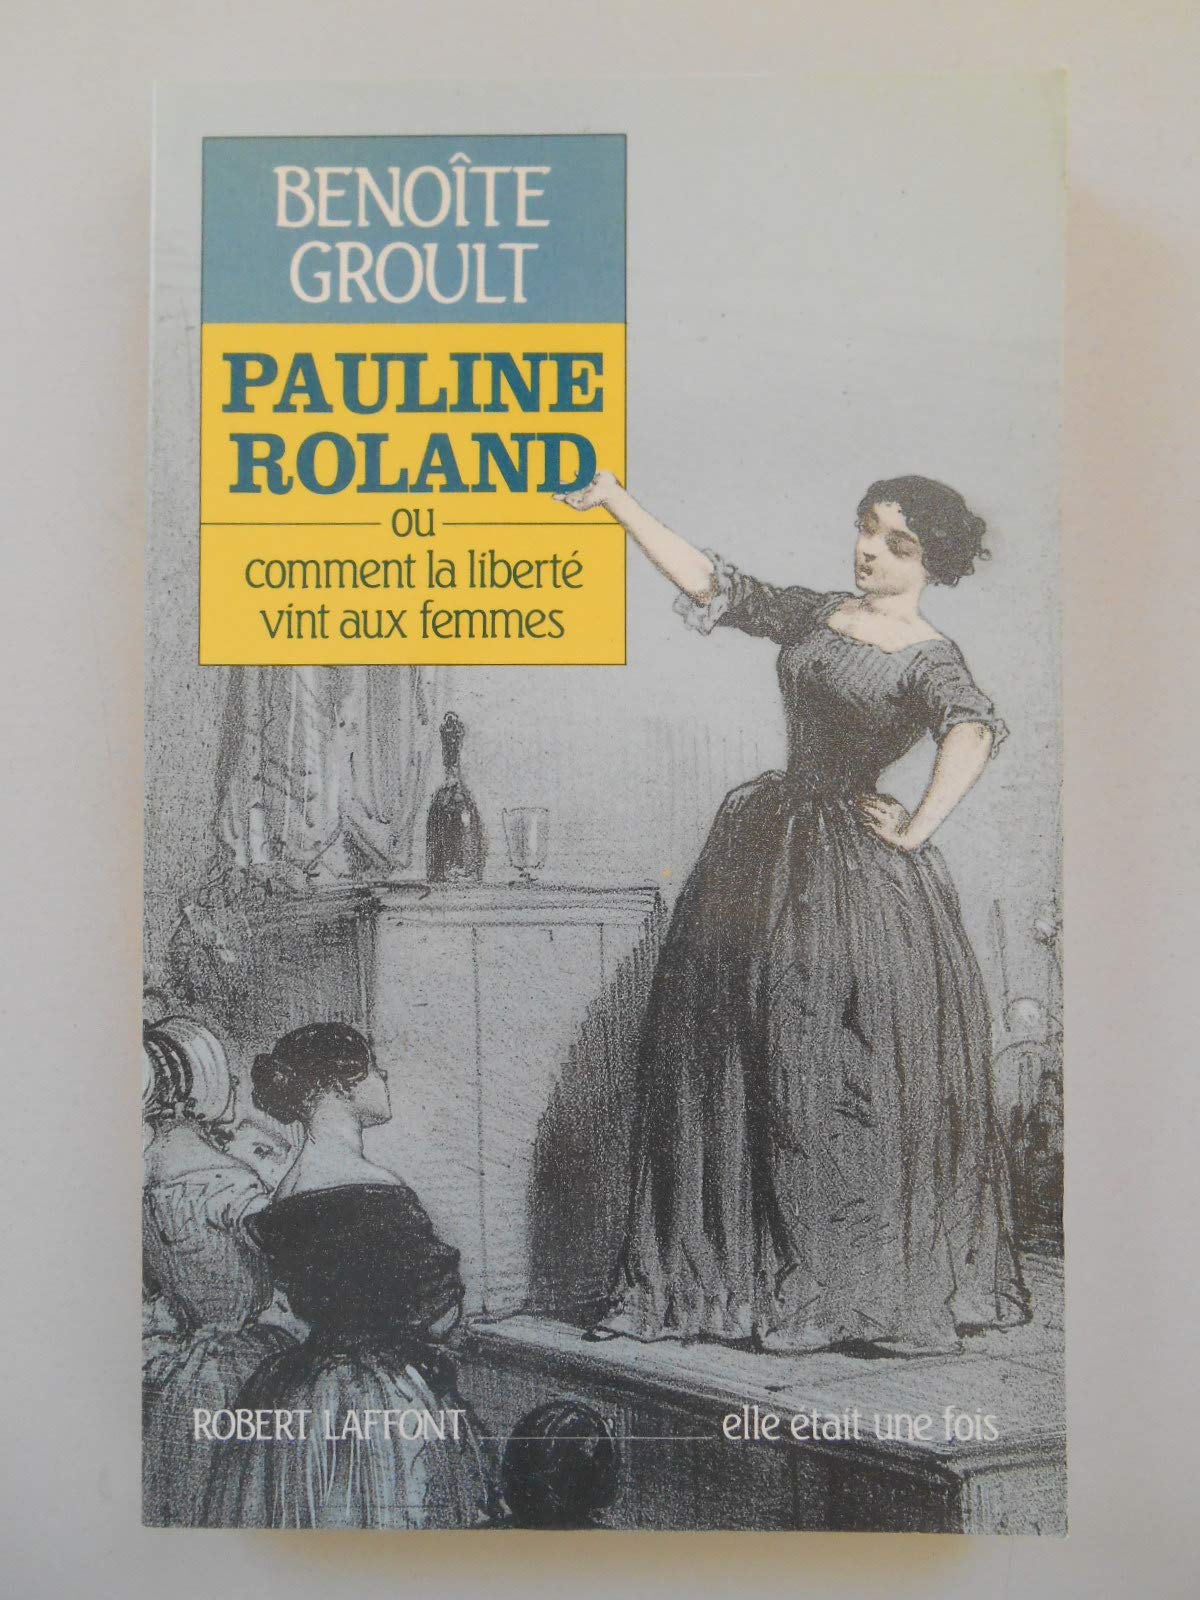 BENOÎTE
GROULT
PAULINE
ROLAND
ou
comment la liberté
vint aux femmes
ROBERT LAFFONT elle était une fois